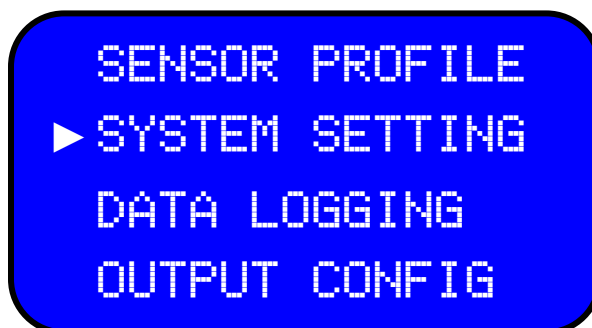 SENSOR PROFILE
►SYSTEM SETTING
DATA LOGGING
OUTPUT CONFIG